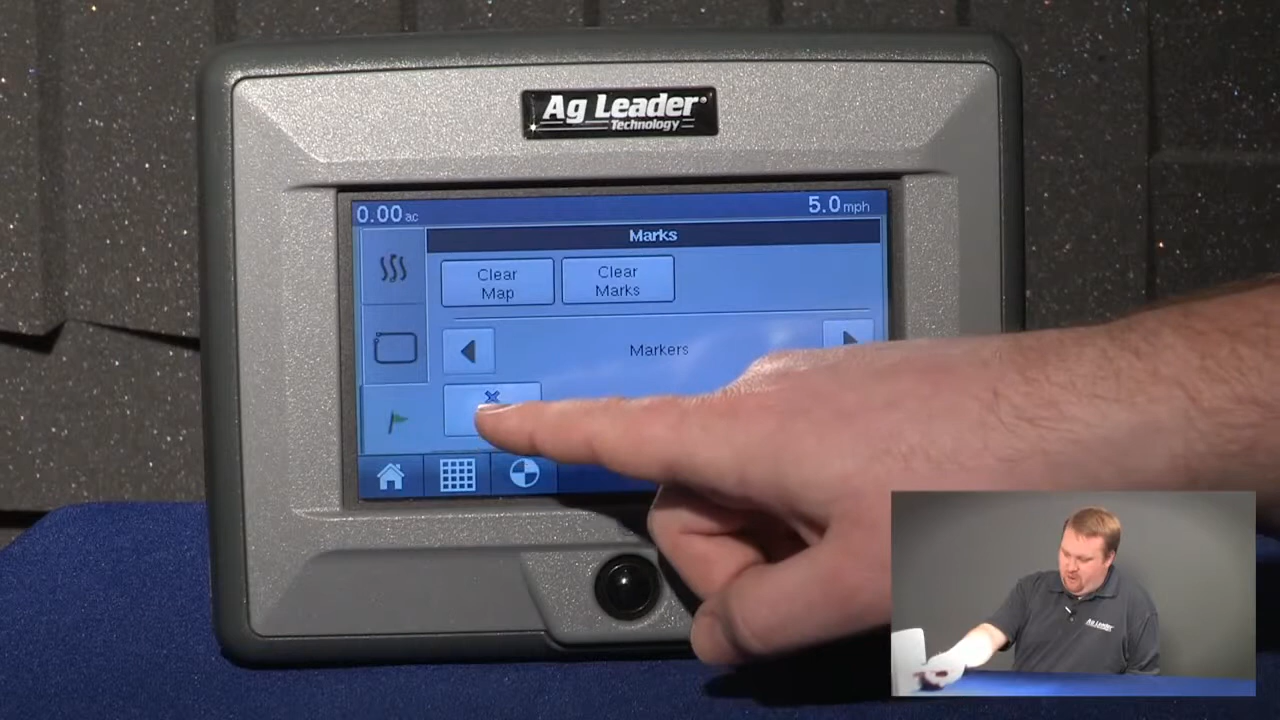 Ag Leader®
Technology
0.00 ac
5.0 mph
Marks
Clear
Map
Clear
Marks
Markers
Ag Leader